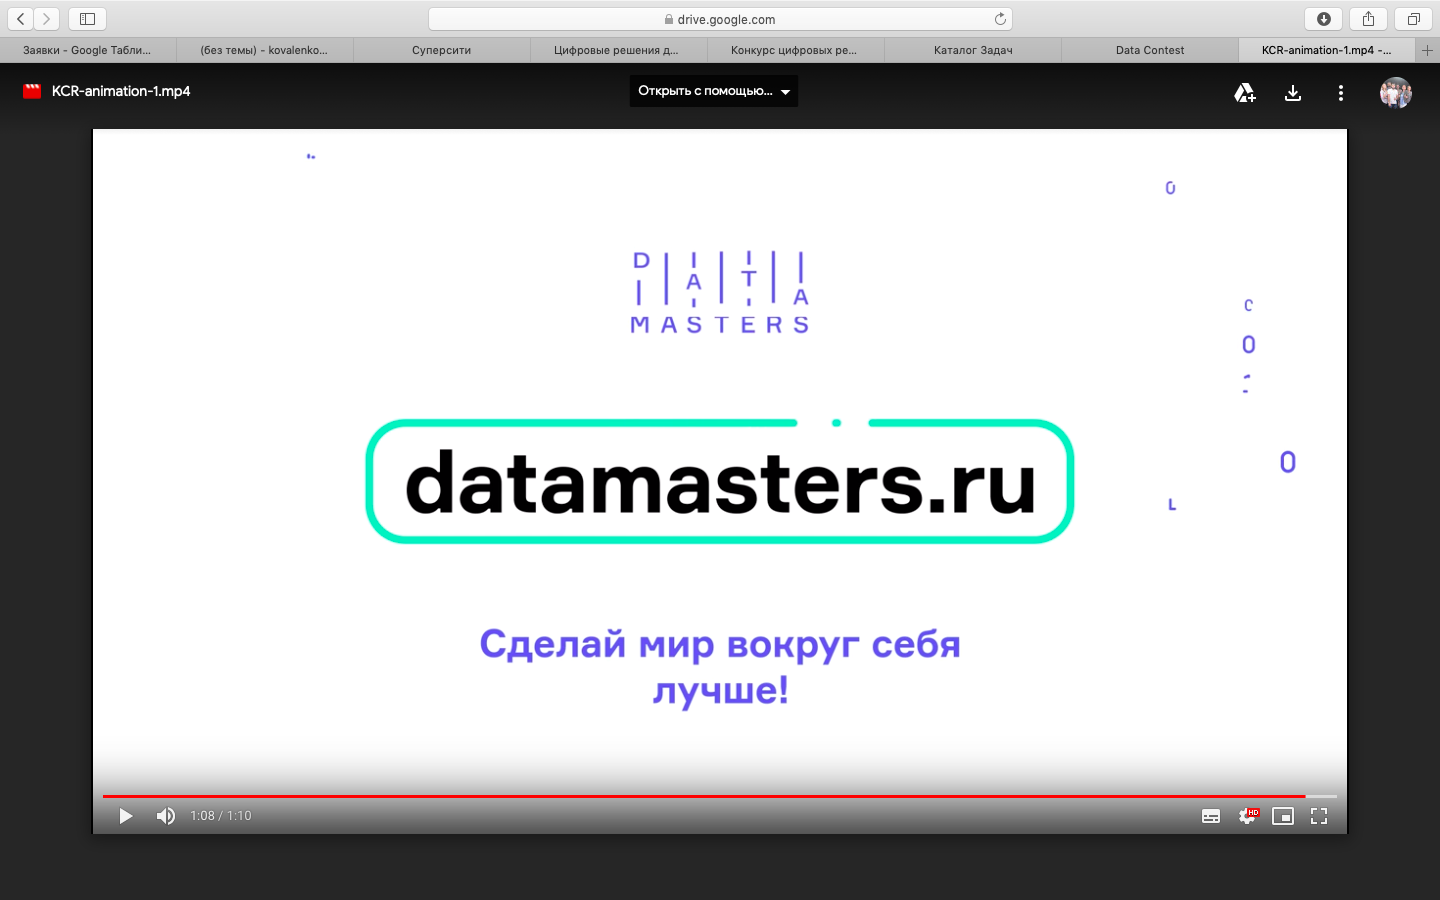 drive.google.com
Заявки - Google Табли...
(без темы) - kovalenko...
Суперсити
Цифровые решения д...
Конкурс цифровых ре...
Каталог Задач
Data Contest
KCR-animation-1.mp4 -...
KCR-animation-1.mp4
Открыть с помощью...
DATA
MASTERS
datamasters.ru
Сделай мир вокруг себя
лучше!
1:08 / 1:10
HD